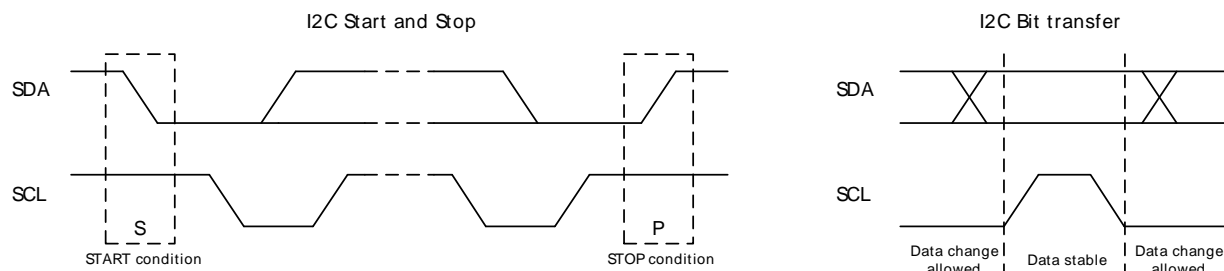 I2C Start and Stop
SDA
SCL
S
P
START condition
STOP condition
I2C Bit transfer
SDA
SCL
Data change
allowed
Data stable
Data change
allowed